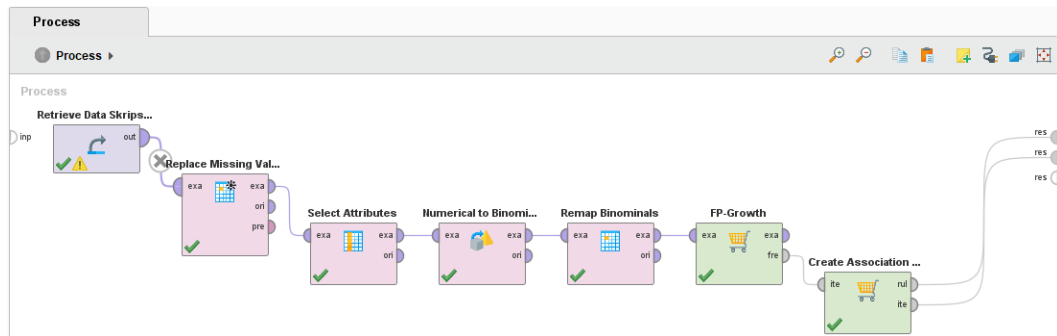 Process
Process
Process
Retrieve Data Skrips...
inp
out
res
res
res
Replace Missing Val...
exa
exa
ori
pre
Select Attributes
Numerical to Binomi...
Remap Binominals
FP-Growth
exa
exa
ori
exa
exa
ori
exa
exa
ori
exa
exa
fre
Create Association ...
ite
rul
ite